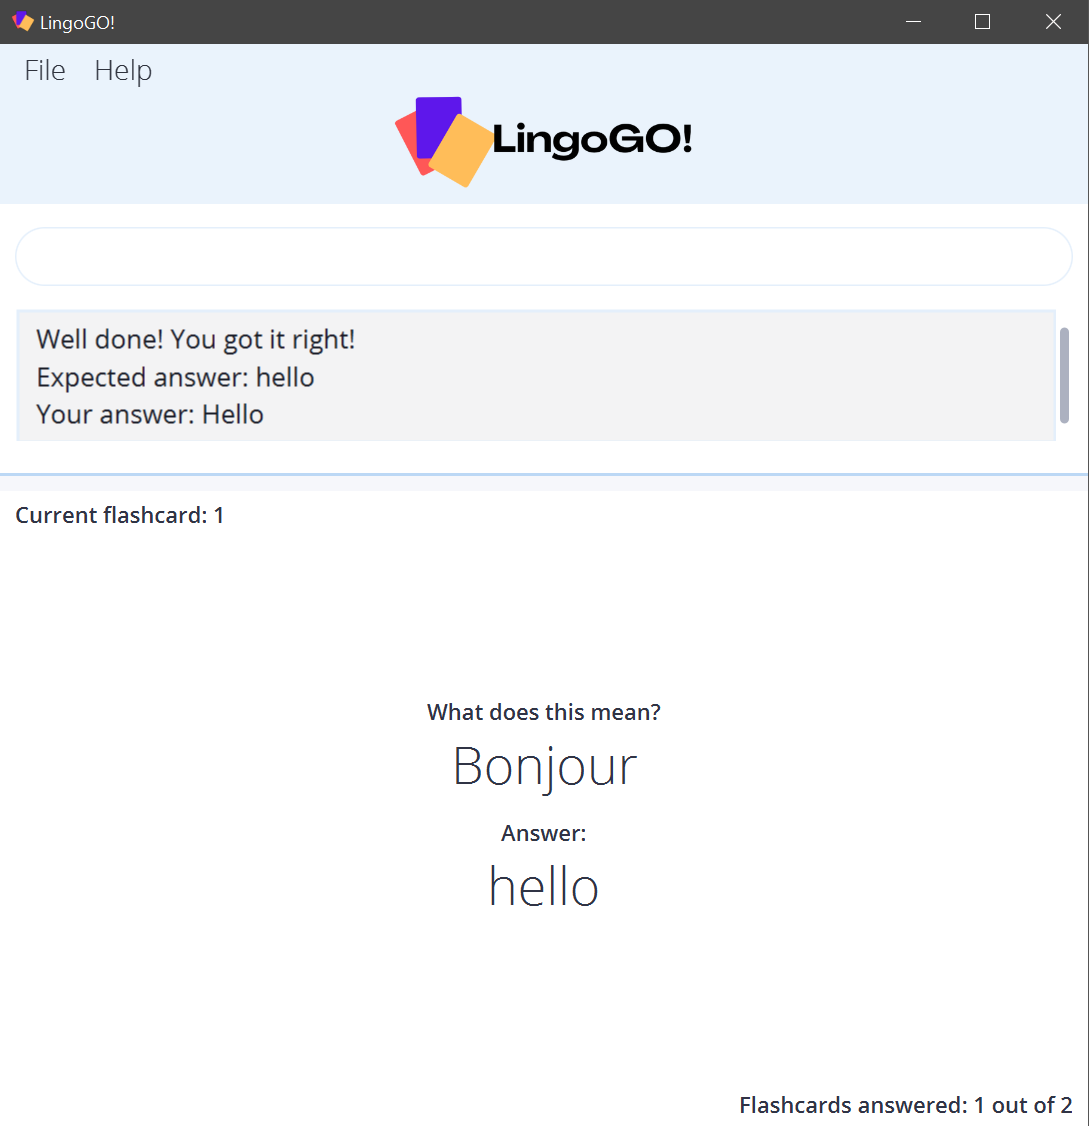 LingoGO!
File Help
LingoGO!
Well done! You got it right!
Expected answer: hello
Your answer: Hello
Current flashcard: 1
What does this mean?
Bonjour
Answer:
hello
Flashcards answered: 1 out of 2